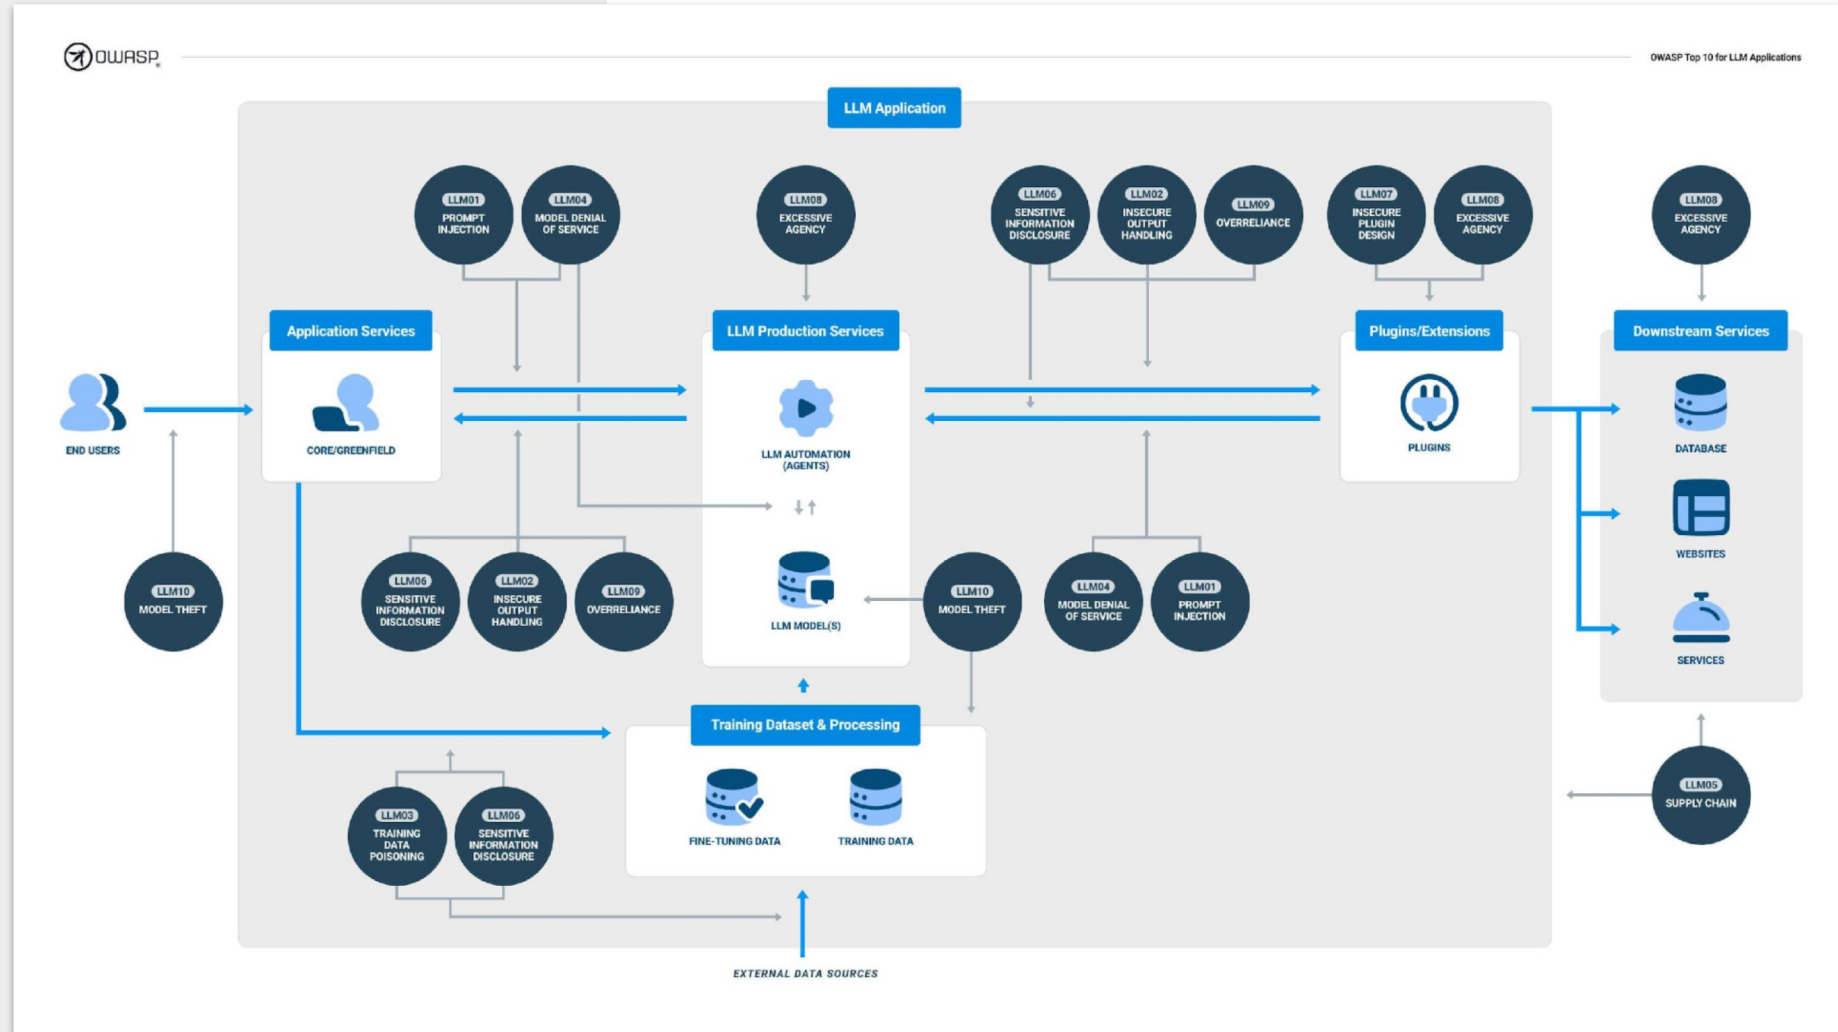 OWASP
OWASP Top 10 for LLM Applications
LLM Application
LLM01
PROMPT
INJECTION
LLM04
MODEL DENIAL
OF SERVICE
LLM08
EXCESSIVE
AGENCY
LLM06
SENSITIVE
INFORMATION
DISCLOSURE
LLM02
INSECURE
OUTPUT
HANDLING
LLM09
OVERRELIANCE
LLM07
INSECURE
PLUGIN
DESIGN
LLM08
EXCESSIVE
AGENCY
LLM08
EXCESSIVE
AGENCY
Application Services
LLM Production Services
Plugins/Extensions
Downstream Services
END USERS
CORE/GREENFIELD
LLM AUTOMATION
(AGENTS)
PLUGINS
DATABASE
WEBSITES
LLM10
MODEL THEFT
LLM06
SENSITIVE
INFORMATION
DISCLOSURE
LLM02
INSECURE
OUTPUT
HANDLING
LLM09
OVERRELIANCE
LLM MODEL(S)
LLM10
MODEL THEFT
LLM04
MODEL DENIAL
OF SERVICE
LLM01
PROMPT
INJECTION
SERVICES
Training Dataset & Processing
LLM03
TRAINING
DATA
POISONING
LLM06
SENSITIVE
INFORMATION
DISCLOSURE
FINE-TUNING DATA
TRAINING DATA
LLM05
SUPPLY CHAIN
EXTERNAL DATA SOURCES